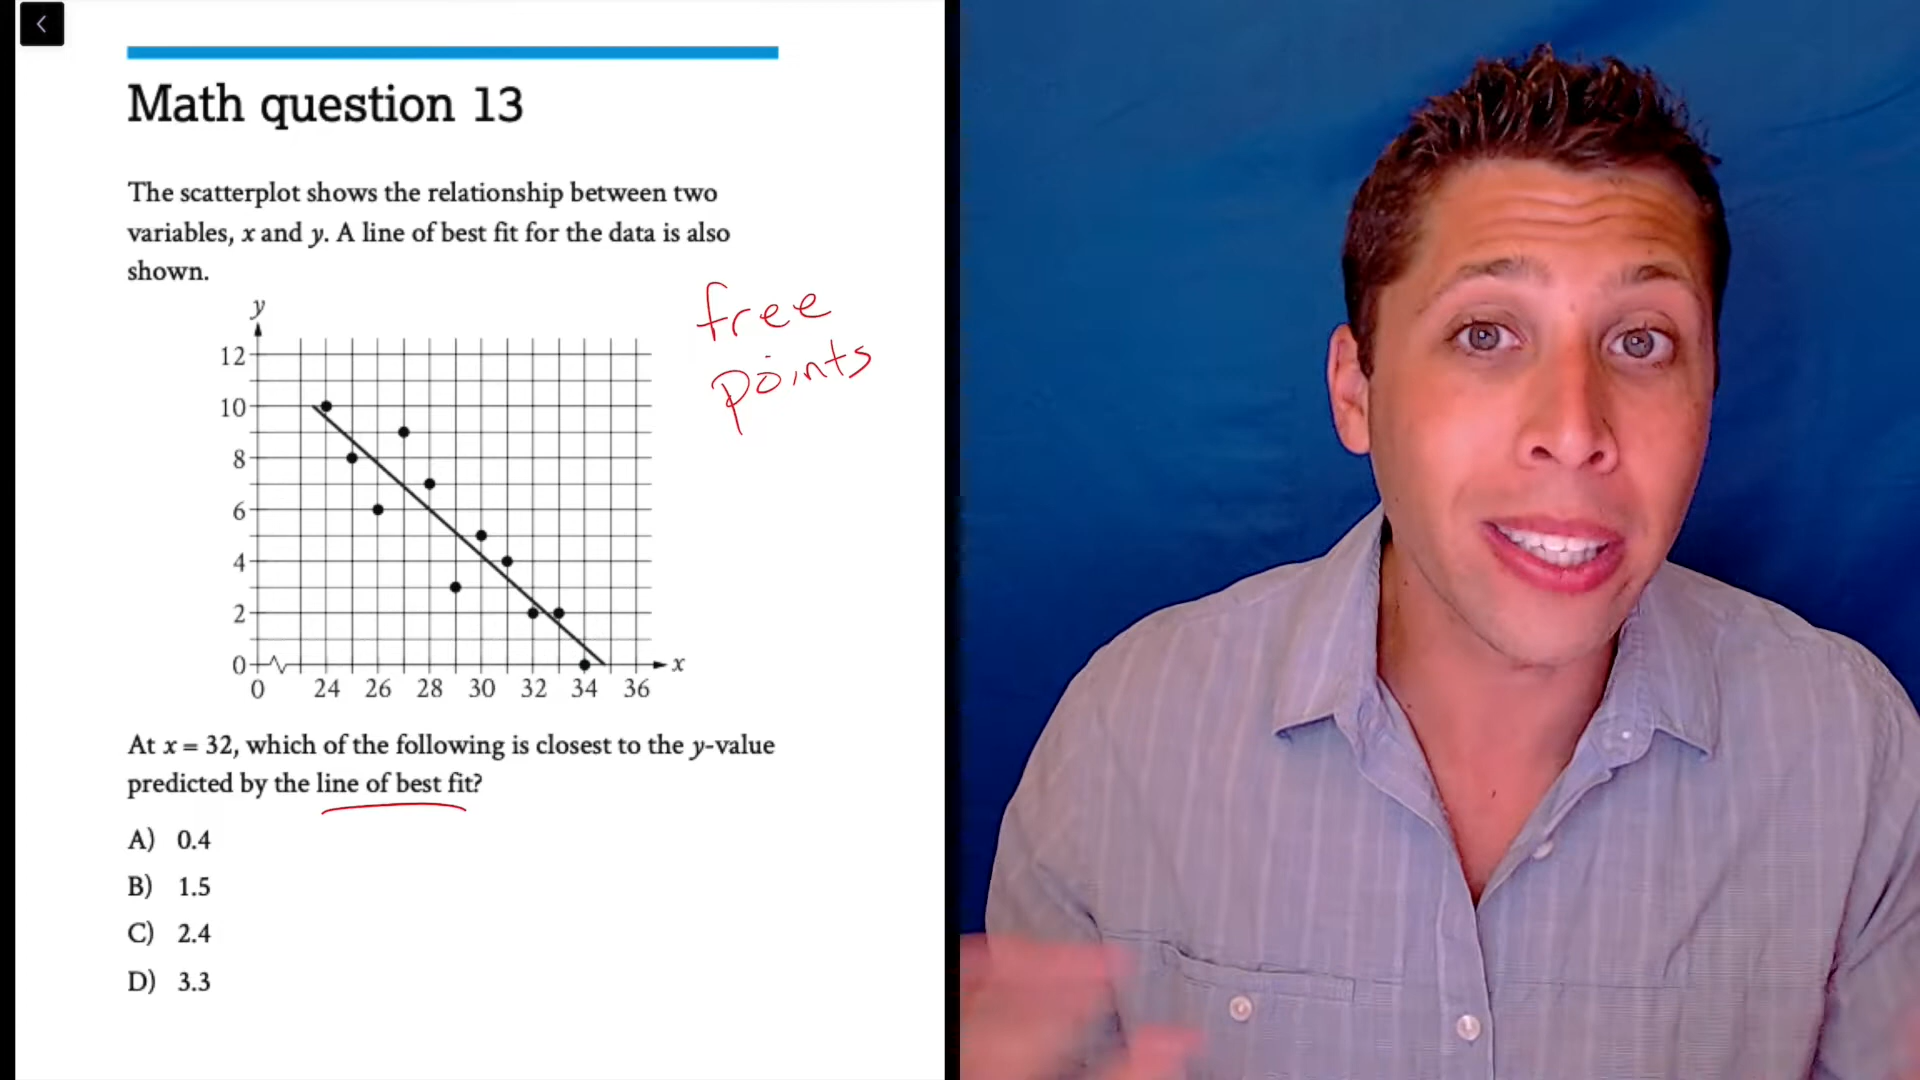 Math question 13
The scatterplot shows the relationship between two
variables, x and y. A line of best fit for the data is also
shown.
free
points
y
12
10
8
6
4
2
0
x
0 24 26 28 30 32 34 36
At x = 32, which of the following is closest to the y-value
predicted by the line of best fit?
A) 0.4
B) 1.5
C) 2.4
D) 3.3